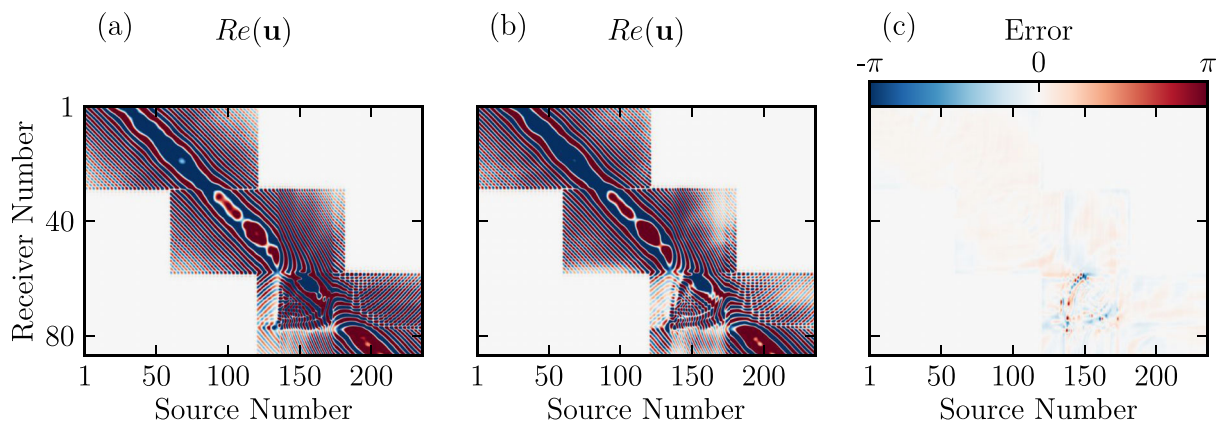 (a) Re(u) (b) Re(u) (c) Error
-π 0 π
1
40
80
Receiver Number
1 50 100 150 200 1 50 100 150 200 1 50 100 150 200
Source Number Source Number Source Number